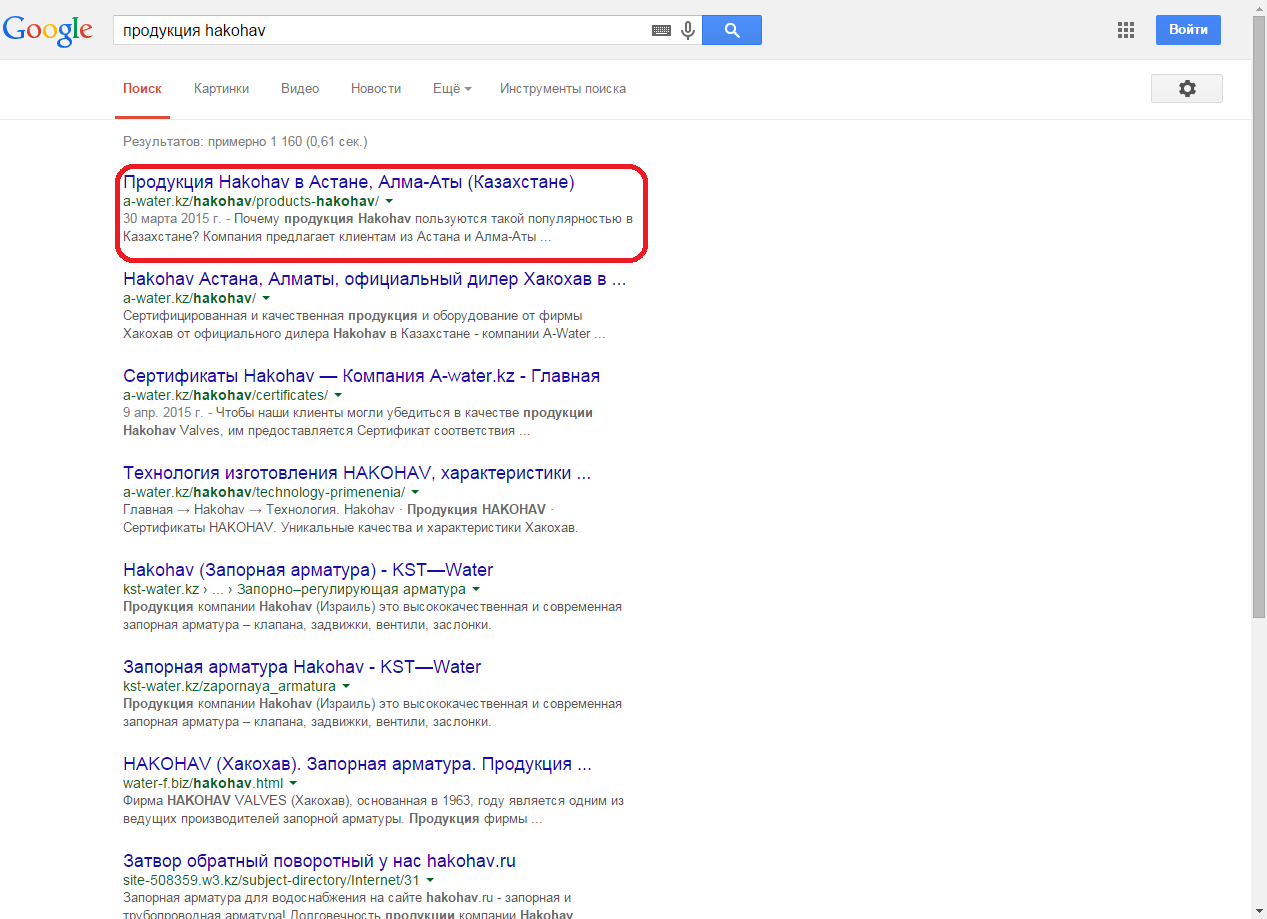 Google
продукция hakohav
Войти
Поиск Картинки Видео Новости Ещё Инструменты поиска
Результатов: примерно 1 160 (0,61 сек.)
Продукция Hakohav в Астане, Алма-Аты (Казахстане)
a-water.kz/hakohav/products-hakohav/
30 марта 2015 г. - Почему продукция Hakohav пользуются такой популярностью в
Казахстане? Компания предлагает клиентам из Астана и Алма-Аты ...
Hakohav Астана, Алматы, официальный дилер Хакохав в ...
a-water.kz/hakohav/
Сертифицированная и качественная продукция и оборудование от фирмы
Хакохав от официального дилера Hakohav в Казахстане - компании A-Water ...
Сертификаты Hakohav — Компания A-water.kz - Главная
a-water.kz/hakohav/certificates/
9 апр. 2015 г. - Чтобы наши клиенты могли убедиться в качестве продукции
Hakohav Valves, им предоставляется Сертификат соответствия ...
Технология изготовления HAKOHAV, характеристики ...
a-water.kz/hakohav/technology-primenenia/
Главная → Hakohav → Технология. Hakohav · Продукция HAKOHAV ·
Сертификаты HAKOHAV. Уникальные качества и характеристики Хакохав.
Hakohav (Запорная арматура) - KST—Water
kst-water.kz › ... › Запорно–регулирующая арматура
Продукция компании Hakohav (Израиль) это высококачественная и современная
запорная арматура – клапана, задвижки, вентили, заслонки.
Запорная арматура Hakohav - KST—Water
kst-water.kz/zapornaya_armatura
Продукция компании Hakohav (Израиль) это высококачественная и современная
запорная арматура – клапана, задвижки, вентили, заслонки.
HAKOHAV (Хакохав). Запорная арматура. Продукция ...
water-f.biz/hakohav.html
Фирма HAKOHAV VALVES (Хакохав), основанная в 1963, году является одним из
ведущих производителей запорной арматуры. Продукция фирмы ...
Затвор обратный поворотный у нас hakohav.ru
site-508359.w3.kz/subject-directory/Internet/31
Запорная арматура для водоснабжения на сайте hakohav.ru - запорная и
трубопроводная арматура! Долговечность продукции компании Hakohav